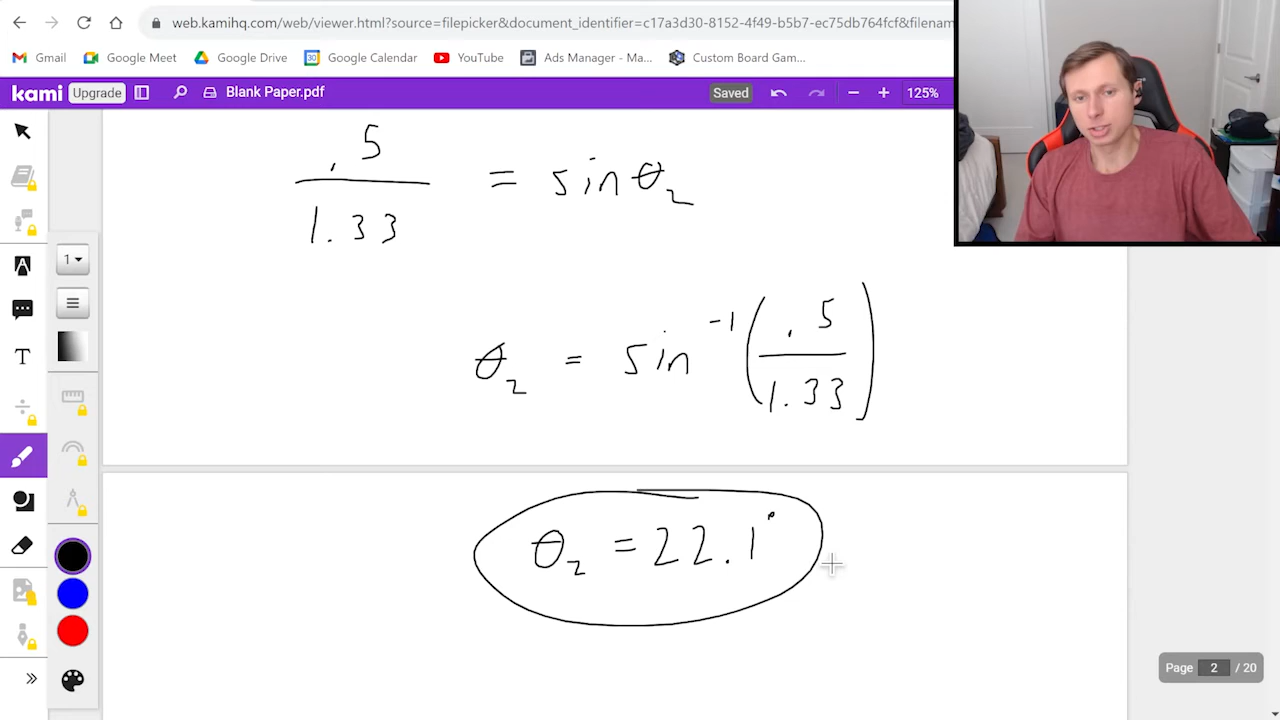 web.kamihq.com/web/viewer.html?source=filepicker&document_identifier=c17a3d30-8152-4f49-b5b7-ec75db764fcf&filenam
Gmail Google Meet Google Drive 30 Google Calendar YouTube Ads Manager - Ma... Custom Board Gam...
kami Upgrade Blank Paper.pdf Saved 125%
.5
1.33
= sinθ₂
1
θ₂ = sin⁻¹(.5
1.33)
A
T
θ₂ = 22.1°
Page 2 / 20